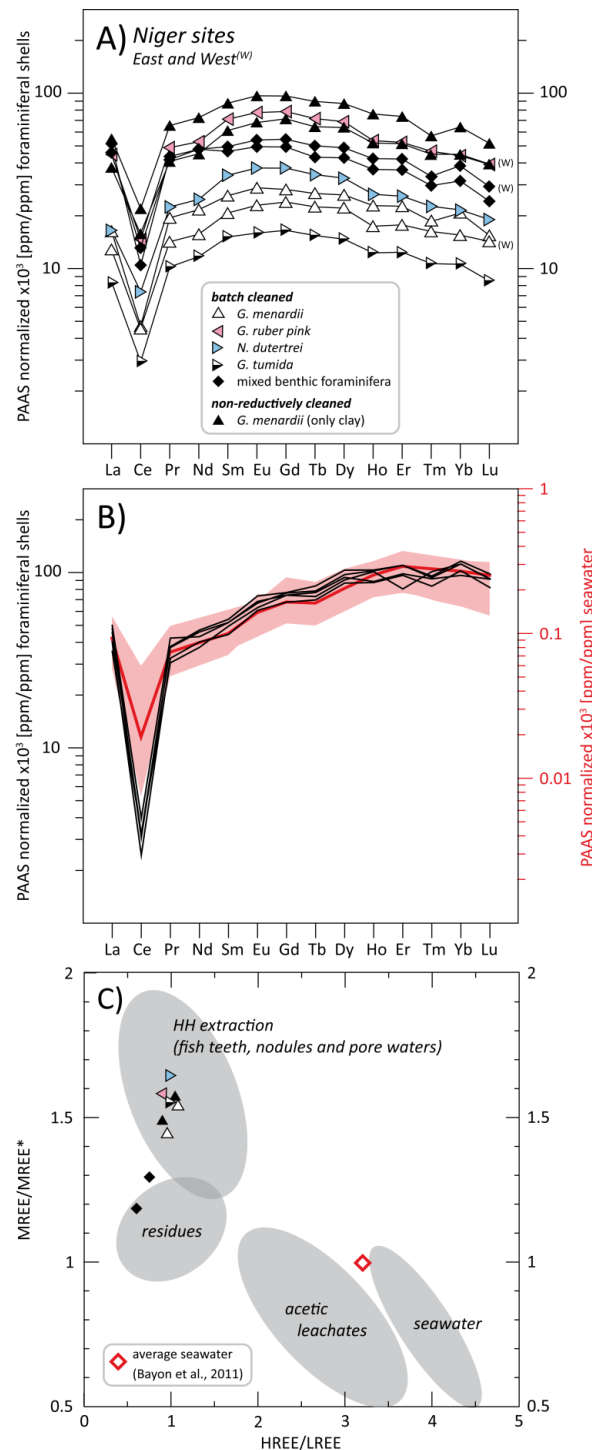 A) Niger sites
East and West(W)
PAAS normalized x10³ [ppm/ppm] foraminiferal shells
100
10
100
10
(W)
(W)
(W)
batch cleaned
G. menardii
G. ruber pink
N. dutertrei
G. tumida
mixed benthic foraminifera
non-reductively cleaned
G. menardii (only clay)
La Ce Pr Nd Sm Eu Gd Tb Dy Ho Er Tm Yb Lu
B)
PAAS normalized x10³ [ppm/ppm] foraminiferal shells
100
10
1
0.1
0.01
PAAS normalized x10³ [ppm/ppm] seawater
La Ce Pr Nd Sm Eu Gd Tb Dy Ho Er Tm Yb Lu
C)
MREE/MREE*
2
1.5
1
0.5
2
1.5
1
0.5
HH extraction
(fish teeth, nodules and pore waters)
residues
acetic
leachates
seawater
average seawater
(Bayon et al., 2011)
0 1 2 3 4 5
HREE/LREE